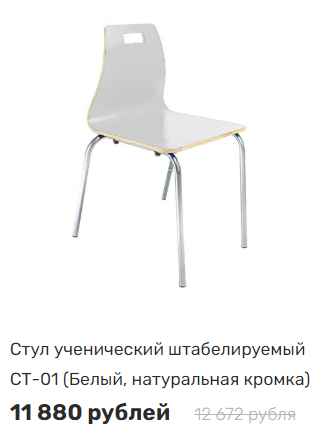 Стул ученический штабелируемый
СТ-01 (Белый, натуральная кромка)
11 880 рублей 12 672 рубля